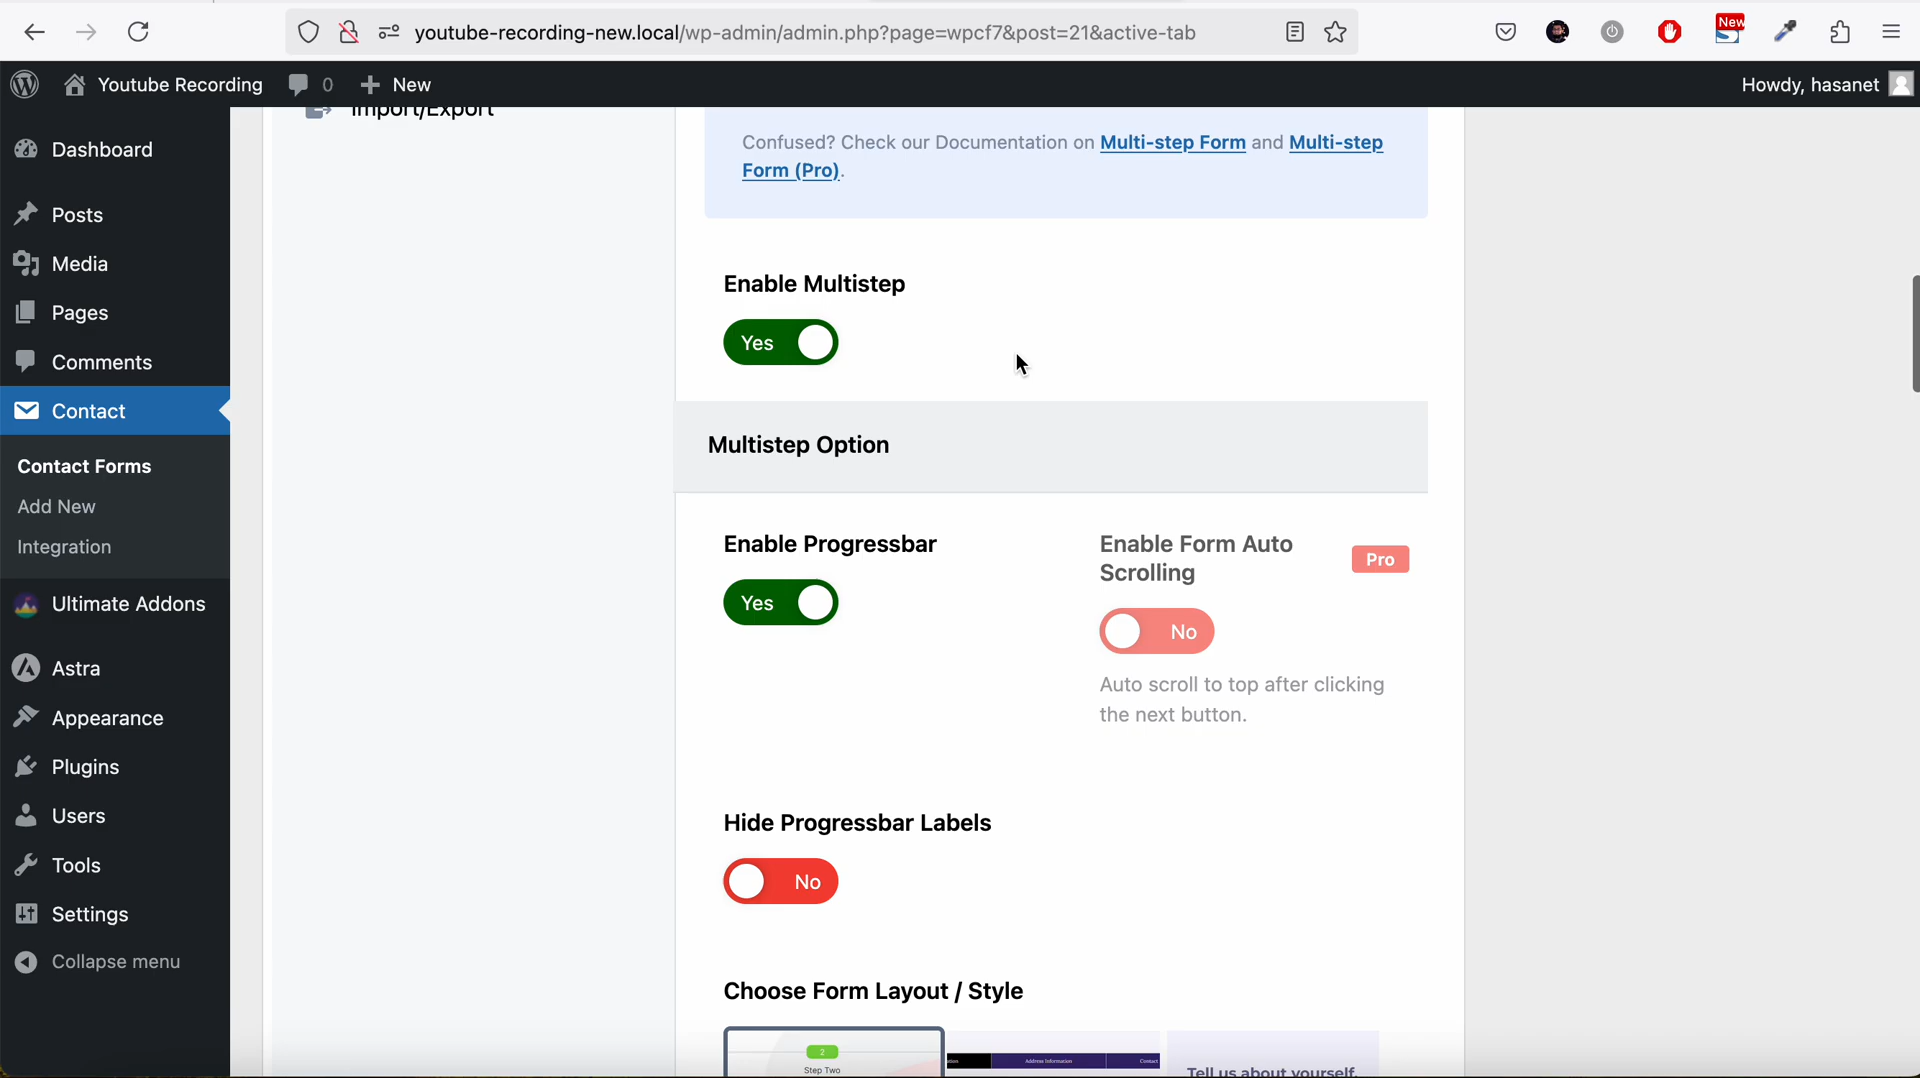 youtube-recording-new.local/wp-admin/admin.php?page=wpcf7&post=21&active-tab
New
Youtube Recording
0
New
Howdy, hasanet
Import/Export
Dashboard
Posts
Media
Pages
Comments
Contact
Contact Forms
Add New
Integration
Ultimate Addons
Astra
Appearance
Plugins
Users
Tools
Settings
Collapse menu
Confused? Check our Documentation on Multi-step Form and Multi-step
Form (Pro).
Enable Multistep
Yes
Multistep Option
Enable Progressbar
Yes
Enable Form Auto
Scrolling
Pro
No
Auto scroll to top after clicking
the next button.
Hide Progressbar Labels
No
Choose Form Layout / Style
2
Step Two
Address Information
Contact
Tell us about yourself.